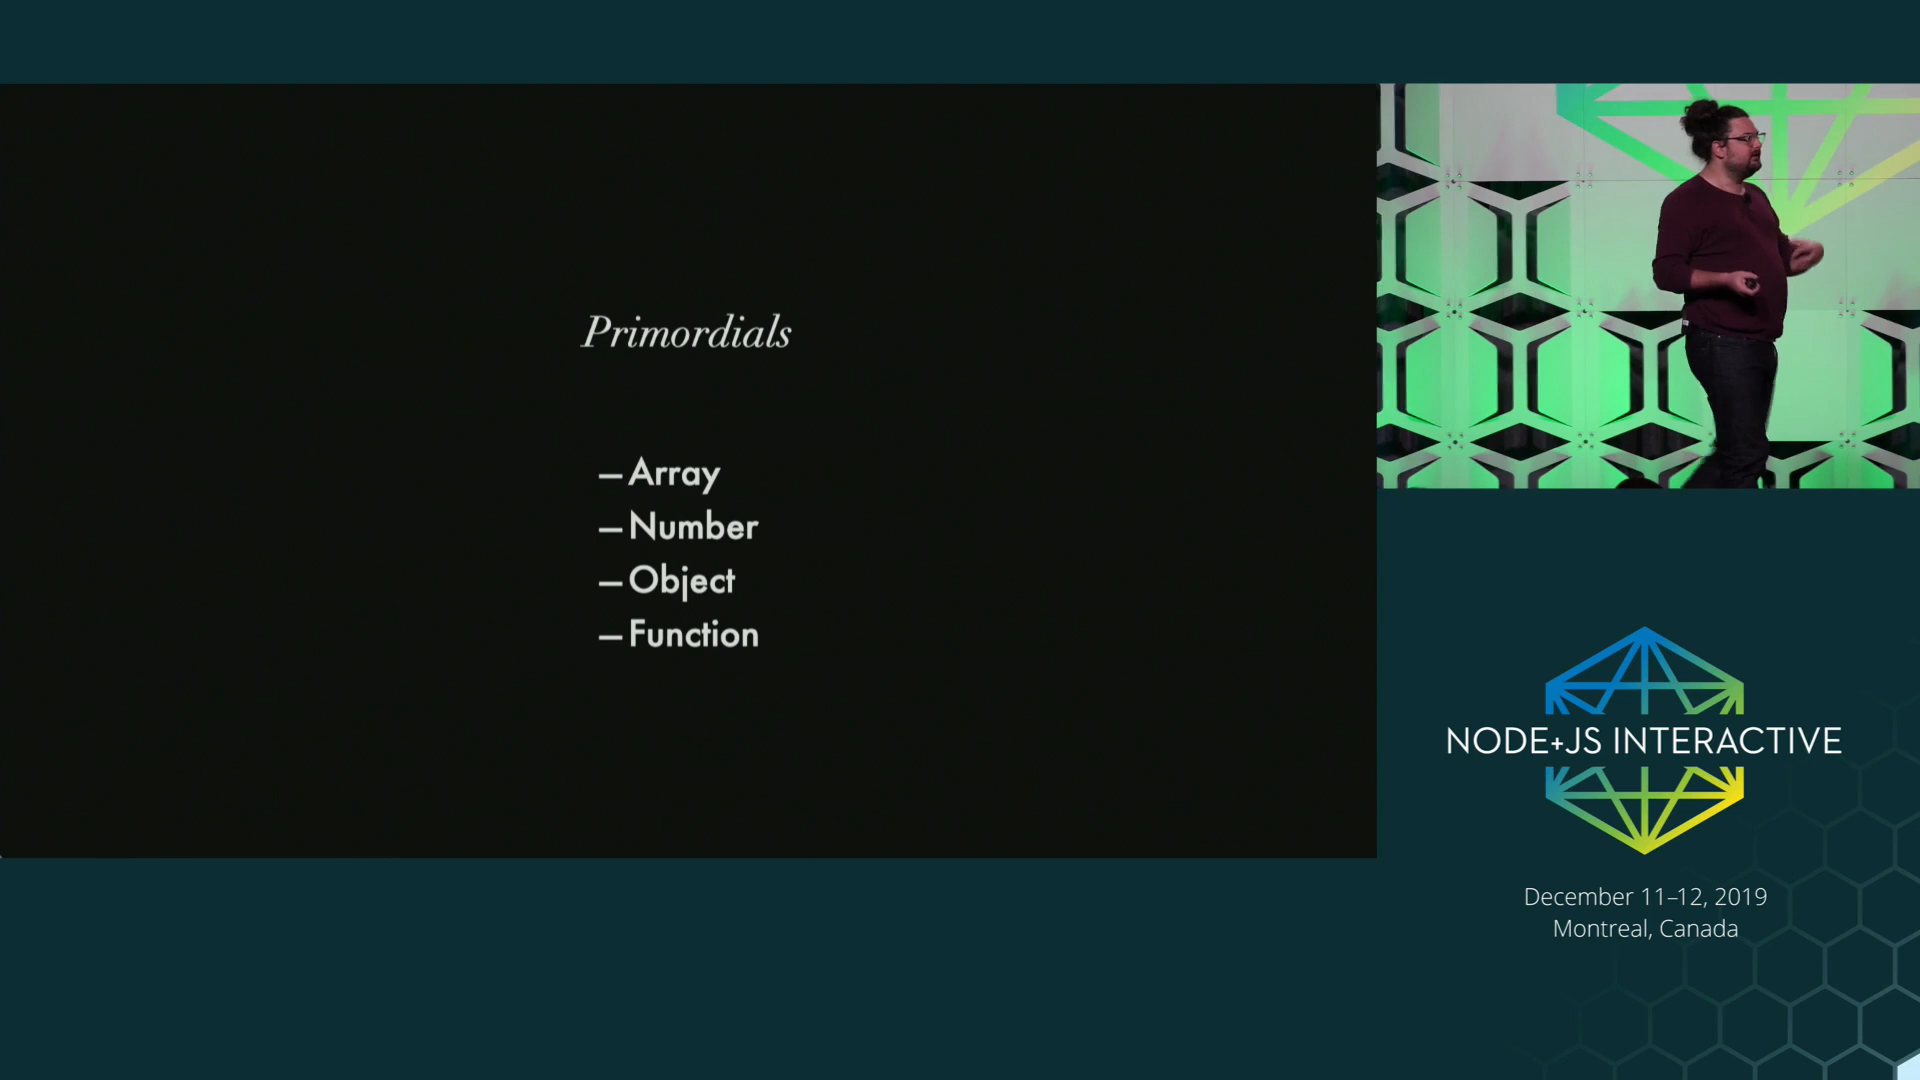 Primordials
– Array
– Number
– Object
– Function
NODE+JS INTERACTIVE
December 11–12, 2019
Montreal, Canada